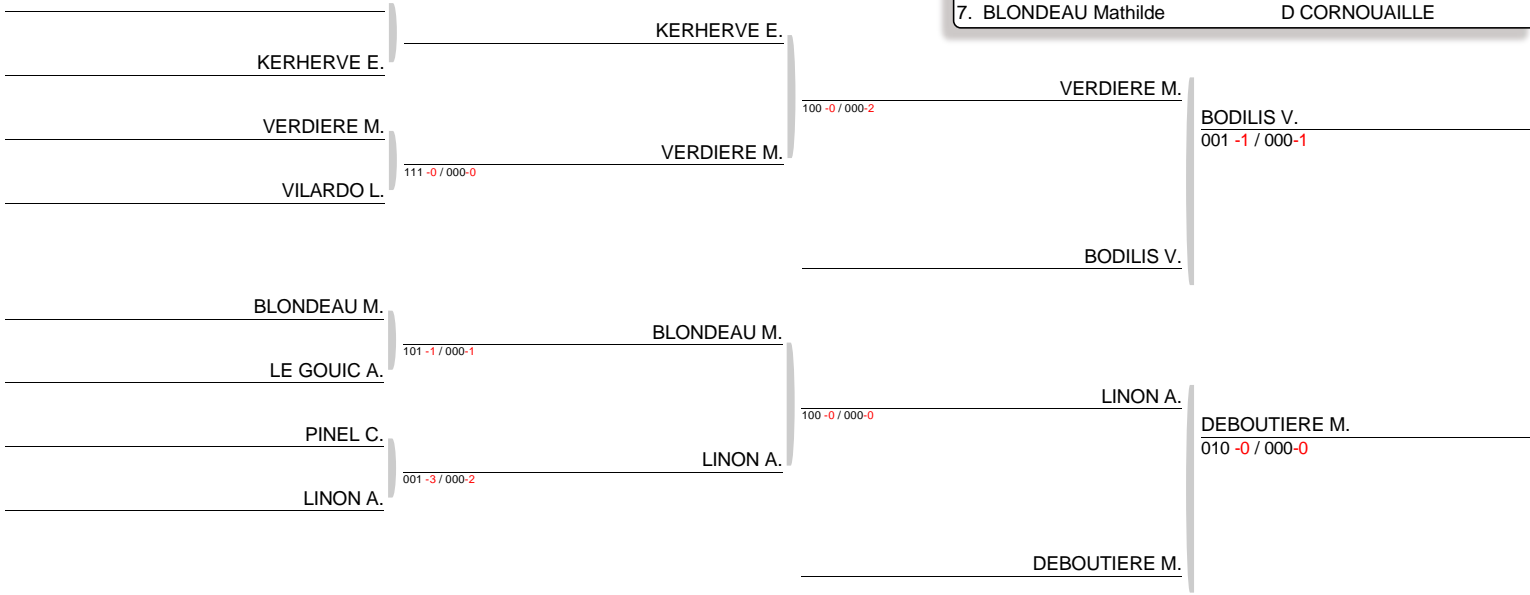 7. BLONDEAU Mathilde D CORNOUAILLE
KERHERVE E.
KERHERVE E.
VERDIERE M.
100 -0 / 000-2
BODILIS V.
001 -1 / 000-1
VERDIERE M.
VERDIERE M.
111 -0 / 000-0
VILARDO L.
BODILIS V.
BLONDEAU M.
BLONDEAU M.
101 -1 / 000-1
LE GOUIC A.
LINON A.
100 -0 / 000-0
DEBOUTIERE M.
010 -0 / 000-0
PINEL C.
LINON A.
001 -3 / 000-2
LINON A.
DEBOUTIERE M.